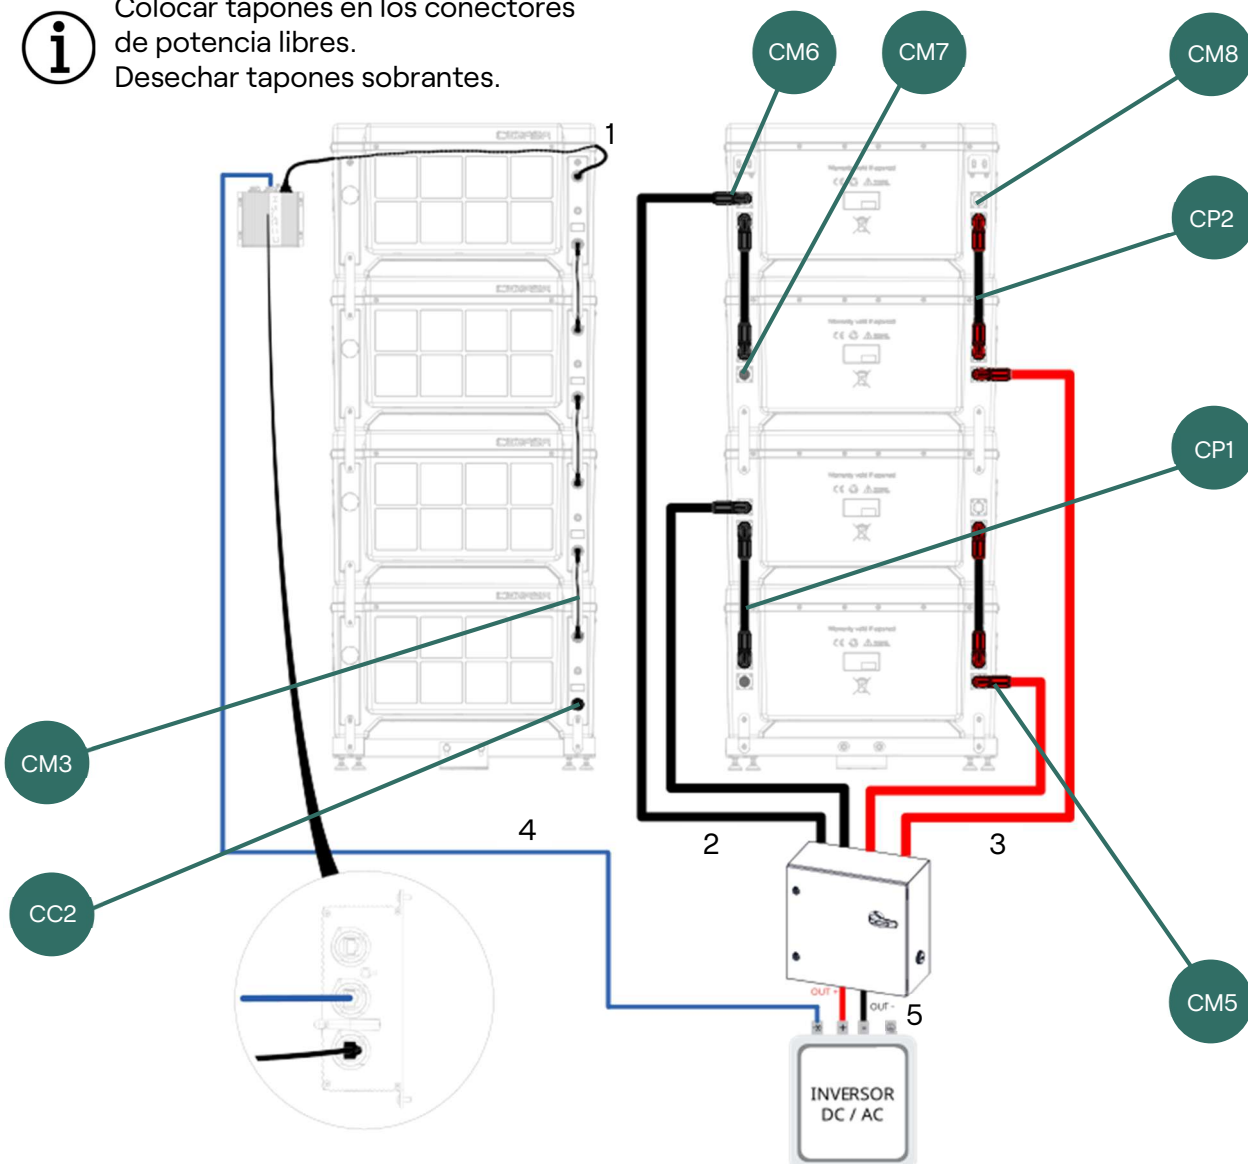 Colocar tapones en los conectores
de potencia libres.
Desechar tapones sobrantes.
CM6
CM7
CM8
1
CP2
CP1
CM3
4
2
3
CC2
OUT +
OUT -
5
CM5
+
-
INVERSOR
DC / AC